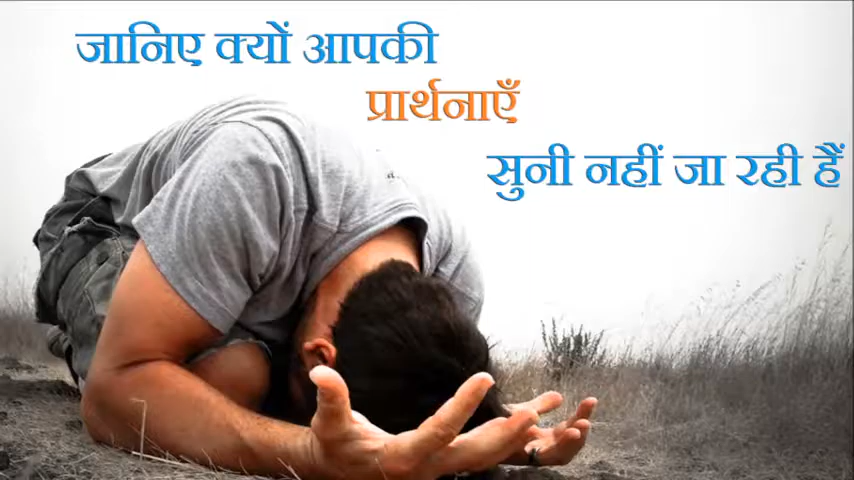 जानिए क्यों आपकी
प्रार्थनाएँ
सुनी नहीं जा रही हैं